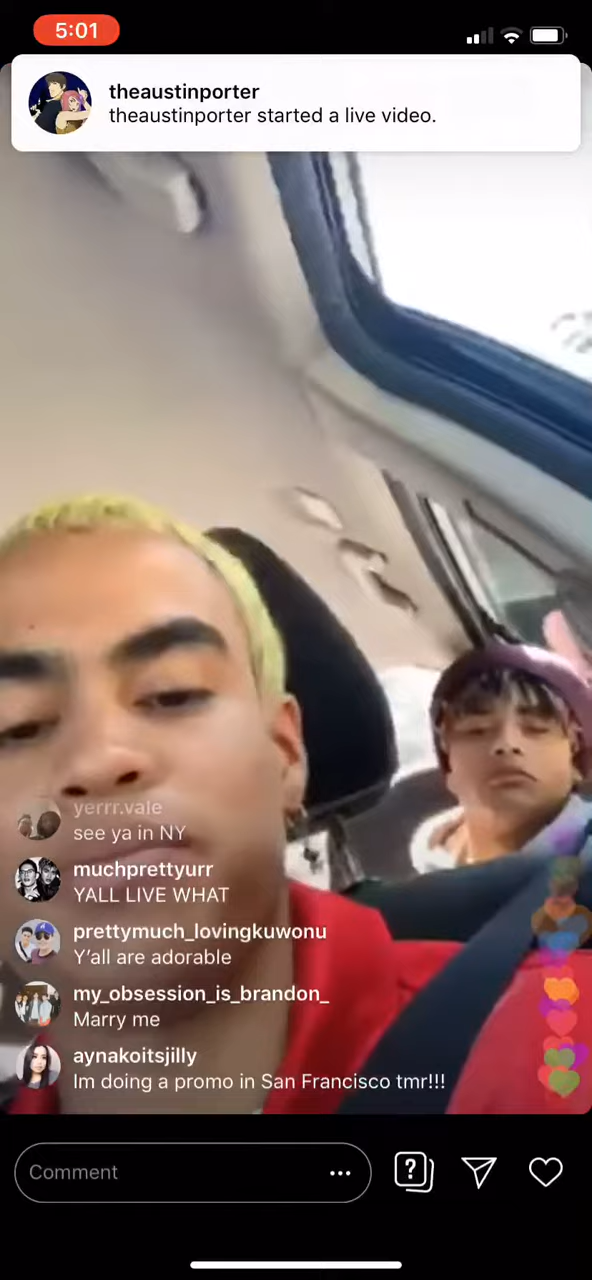 5:01
theaustinporter
theaustinporter started a live video.
yerrr.vale
see ya in NY
muchprettyurr
YALL LIVE WHAT
prettymuch_lovingkuwonu
Y'all are adorable
my_obsession_is_brandon_
Marry me
aynakoitsjilly
Im doing a promo in San Francisco tmr!!!
Comment
?